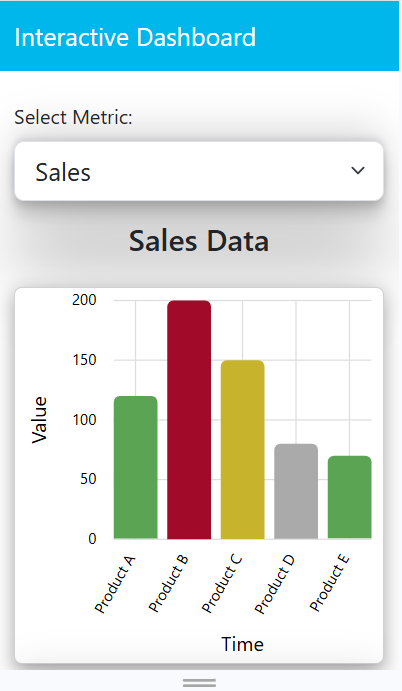 Interactive Dashboard
Select Metric:
Sales
Sales Data
200
150
100
50
0
Value
Product A
Product B
Product C
Product D
Product E
Time